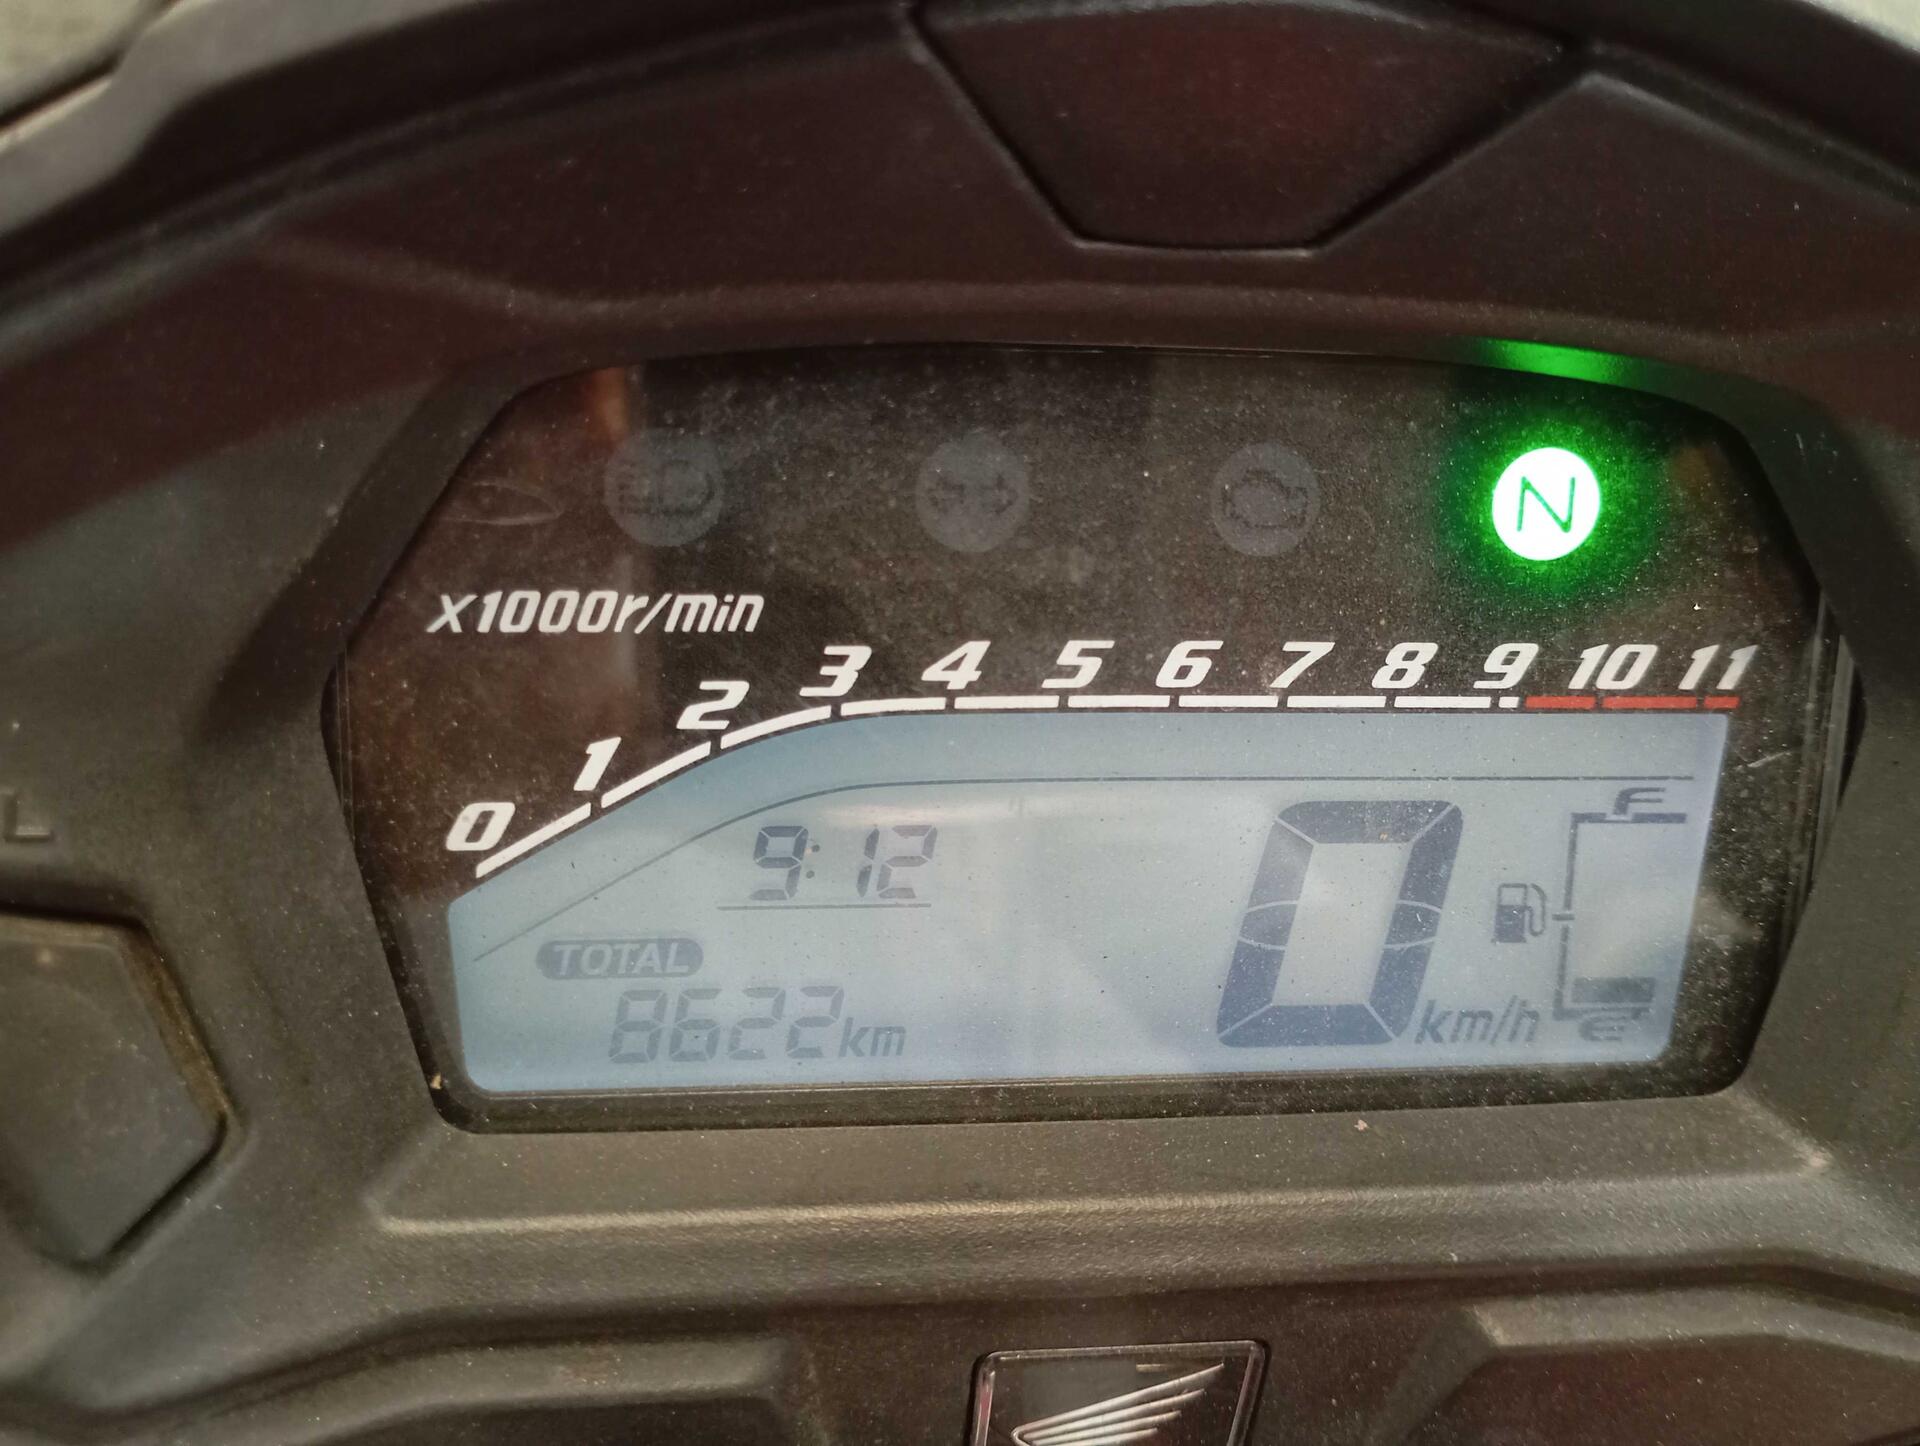 N
x1000r/min
0 1 2 3 4 5 6 7 8 9 10 11
9:12
F
TOTAL
0
8622km
km/h
E
L